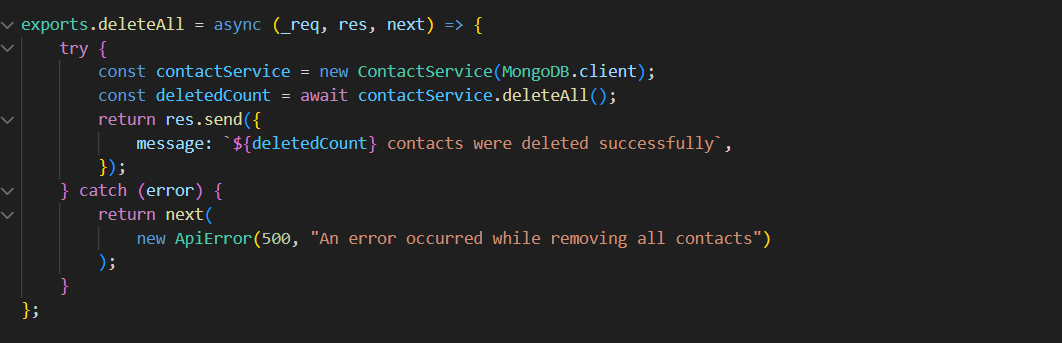 exports.deleteAll = async (_req, res, next) => {
    try {
        const contactService = new ContactService(MongoDB.client);
        const deletedCount = await contactService.deleteAll();
        return res.send({
            message: `${deletedCount} contacts were deleted successfully`,
        });
    } catch (error) {
        return next(
            new ApiError(500, "An error occurred while removing all contacts")
        );
    }
};